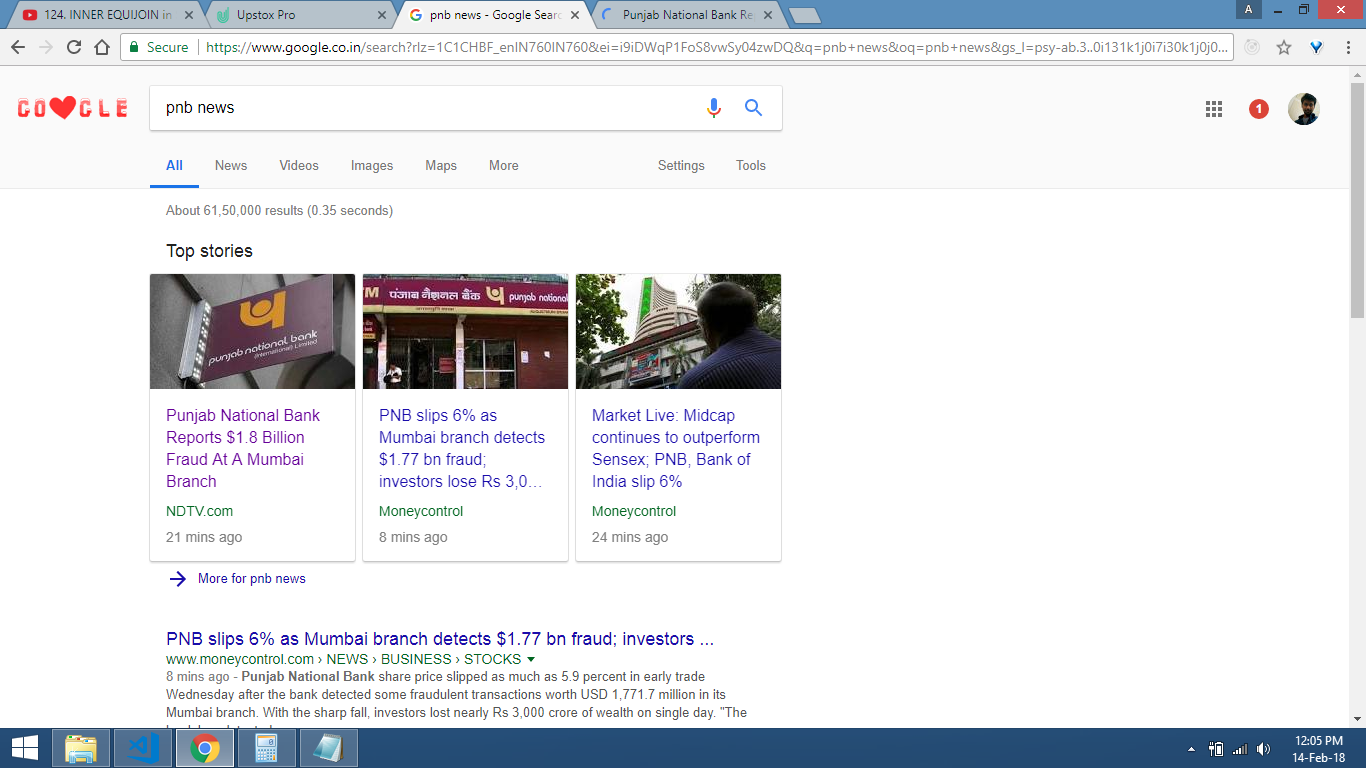 124. INNER EQUIJOIN in
Upstox Pro
pnb news - Google Sear
Punjab National Bank Re
A
Secure
https://www.google.co.in/search?rlz=1C1CHBF_enIN760IN760&ei=i9iDWqP1FoS8vwSy04zwDQ&q=pnb+news&oq=pnb+news&gs_l=psy-ab.3..0i131k1j0i7i30k1j0j0...
pnb news
1
All News Videos Images Maps More Settings Tools
About 61,50,000 results (0.35 seconds)
Top stories
punjab national bank
(International) Limited
पंजाब नैशनल बैंक punjab national
Punjab National Bank
Reports $1.8 Billion
Fraud At A Mumbai
Branch
NDTV.com
21 mins ago
PNB slips 6% as
Mumbai branch detects
$1.77 bn fraud;
investors lose Rs 3,0...
Moneycontrol
8 mins ago
Market Live: Midcap
continues to outperform
Sensex; PNB, Bank of
India slip 6%
Moneycontrol
24 mins ago
More for pnb news
PNB slips 6% as Mumbai branch detects $1.77 bn fraud; investors ...
www.moneycontrol.com › NEWS › BUSINESS › STOCKS
8 mins ago - Punjab National Bank share price slipped as much as 5.9 percent in early trade
Wednesday after the bank detected some fraudulent transactions worth USD 1,771.7 million in its
Mumbai branch. With the sharp fall, investors lost nearly Rs 3,000 crore of wealth on single day. "The
12:05 PM
14-Feb-18